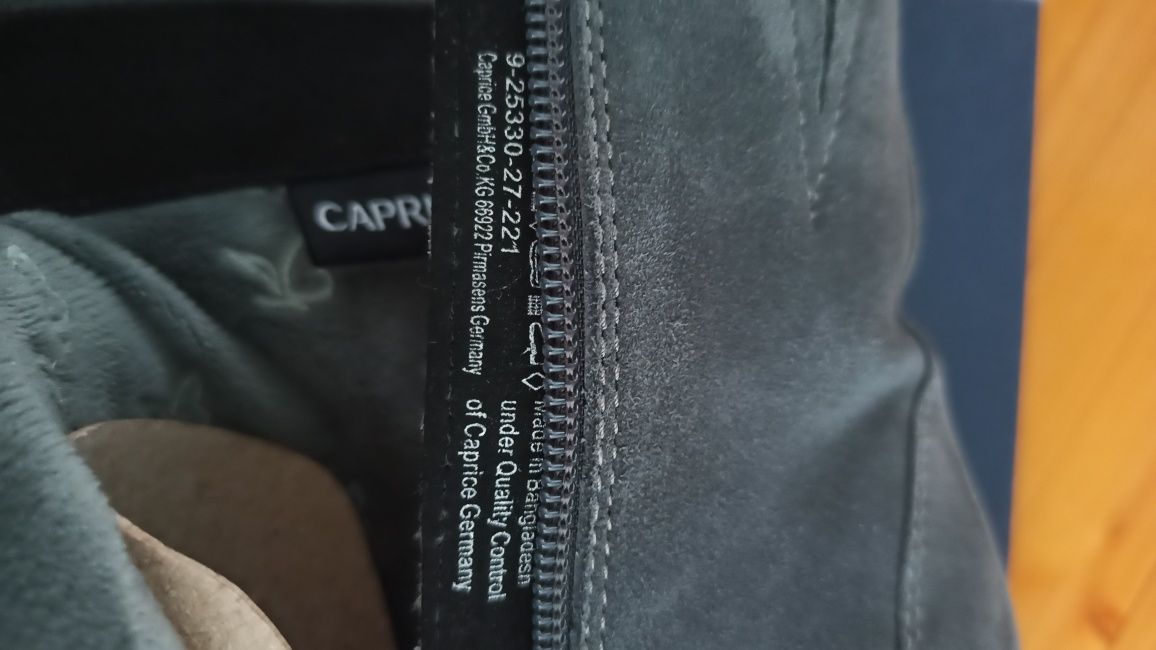 CAPRI
9-25330-27-221
Caprice GmbH&Co.KG 66922 Pirmasens Germany
Made in Bangladesh
under Quality Control
of Caprice Germany